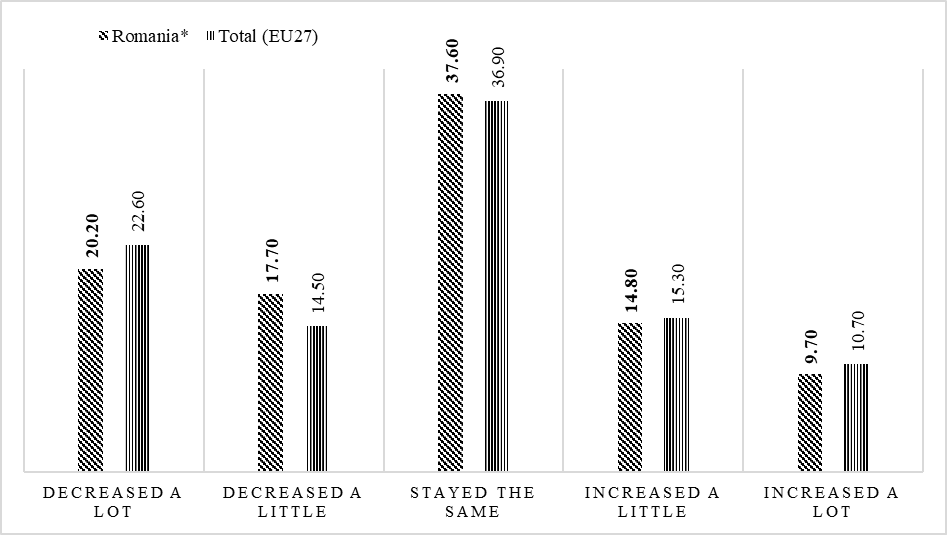 Romania* Total (EU27)
20.20
22.60
17.70
14.50
37.60
36.90
14.80
15.30
9.70
10.70
DECREASED A
LOT
DECREASED A
LITTLE
STAYED THE
SAME
INCREASED A
LITTLE
INCREASED A
LOT